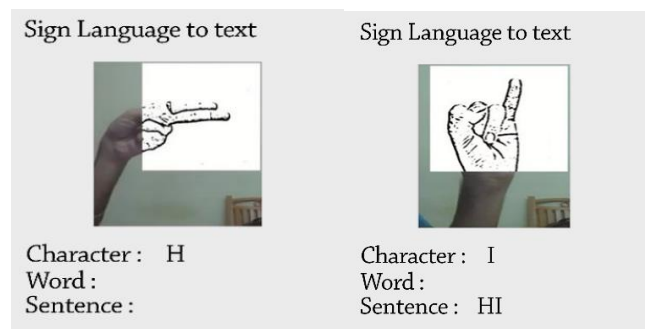 Sign Language to text
Character : H
Word :
Sentence :
Sign Language to text
Character : I
Word :
Sentence : HI